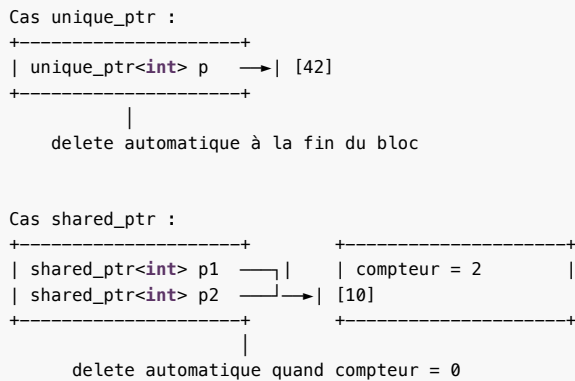 Cas unique_ptr :
+---------------------+
| unique_ptr<int> p   ──►| [42]
+---------------------+
│
delete automatique à la fin du bloc
Cas shared_ptr :
+---------------------+        +---------------------+
| shared_ptr<int> p1  ───┐|    | compteur = 2        |
| shared_ptr<int> p2  ───┘──►| [10]
+---------------------+        +---------------------+
│
delete automatique quand compteur = 0